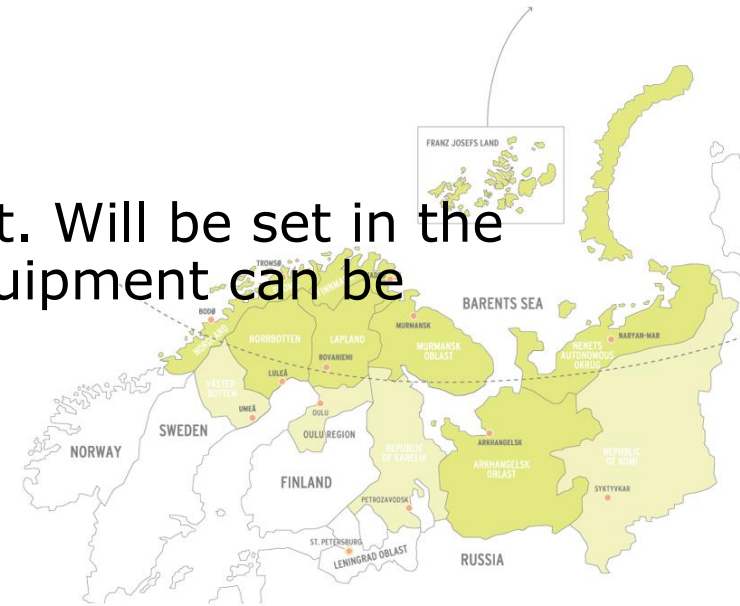 FRANZ JOSEFS LAND
t. Will be set in the
uipment can be
TROMSØ
BODØ
BARENTS SEA
MURMANSK
NORDLAND
NORRBOTTEN
LAPLAND
MURMANSK
OBLAST
NARYAN-MAR
NENETS
AUTONOMOUS
OKRUG
ROVANIEMI
LULEÅ
VÄSTER
BOTTEN
UMEÅ
OULU
SWEDEN
OULU REGION
NORWAY
ARKHANGELSK
REPUBLIC
OF KARELIA
REPUBLIC
OF KOMI
ARKHANGELSK
OBLAST
FINLAND
SYKTYVKAR
PETROZAVODSK
ST. PETERSBURG
LENINGRAD OBLAST
RUSSIA